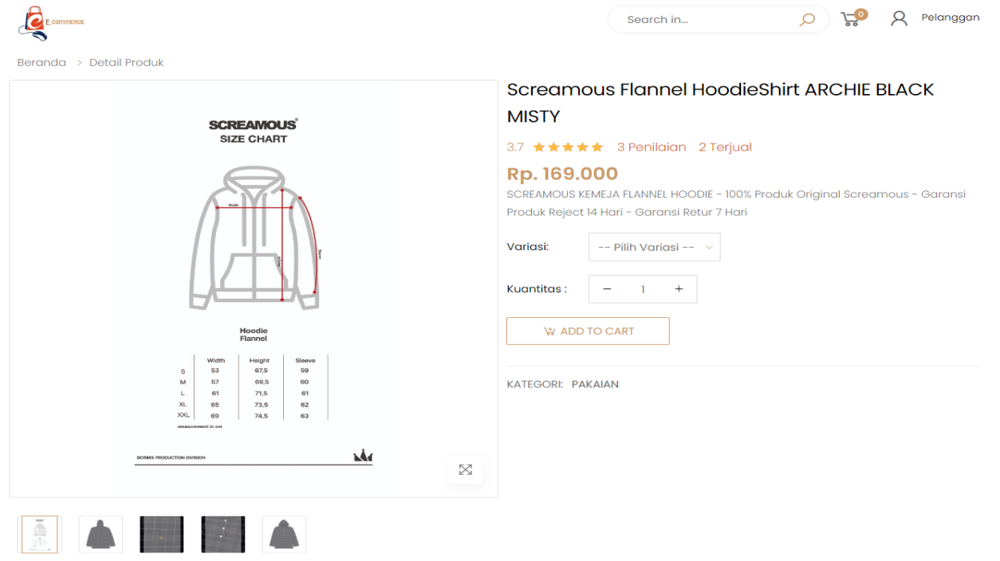 E.COMMERCE
Search in...
0
Pelanggan
Beranda > Detail Produk
SCREAMOUS®
SIZE CHART
Width
Height
Sleeve
Hoodie
Flannel
Width Height Sleeve
S 53 67,5 59
M 57 69,5 60
L 61 71,5 61
XL 65 73,5 62
XXL 69 74,5 63
measurement in cm
SCRMS PRODUCTION DIVISION
Screamous Flannel HoodieShirt ARCHIE BLACK
MISTY
3.7 3 Penilaian 2 Terjual
Rp. 169.000
SCREAMOUS KEMEJA FLANNEL HOODIE - 100% Produk Original Screamous - Garansi
Produk Reject 14 Hari - Garansi Retur 7 Hari
Variasi: -- Pilih Variasi --
Kuantitas : − 1 +
ADD TO CART
KATEGORI: PAKAIAN